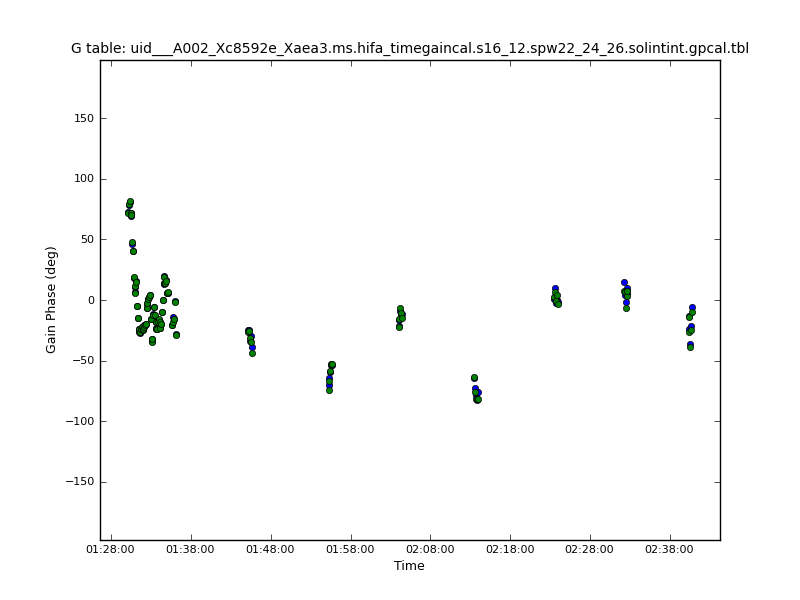 G table: uid___A002_Xc8592e_Xaea3.ms.hifa_timegaincal.s16_12.spw22_24_26.solintint.gpcal.tbl
150
100
50
0
−50
−100
−150
Gain Phase (deg)
01:28:00 01:38:00 01:48:00 01:58:00 02:08:00 02:18:00 02:28:00 02:38:00
Time